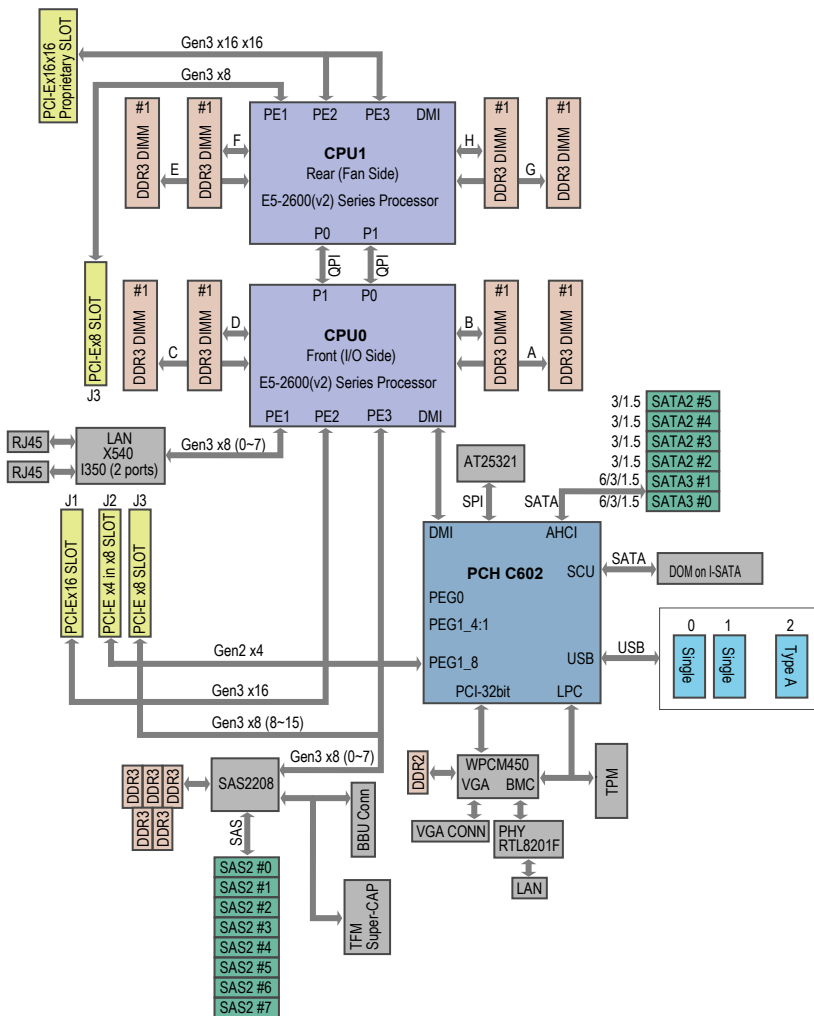 PCI-Ex16x16
Proprietary SLOT
Gen3 x16 x16
Gen3 x8
PE1
PE2
PE3
DMI
#1
DDR3 DIMM
#1
DDR3 DIMM
E
F
CPU1
Rear (Fan Side)
E5-2600(v2) Series Processor
P0
P1
H
G
#1
DDR3 DIMM
#1
DDR3 DIMM
QPI
QPI
PCI-Ex8 SLOT
J3
#1
DDR3 DIMM
#1
DDR3 DIMM
C
D
P1
P0
CPU0
Front (I/O Side)
E5-2600(v2) Series Processor
PE1
PE2
PE3
DMI
B
A
#1
DDR3 DIMM
#1
DDR3 DIMM
RJ45
RJ45
LAN
X540
I350 (2 ports)
Gen3 x8 (0~7)
AT25321
SPI
SATA
3/1.5
SATA2 #5
3/1.5
SATA2 #4
3/1.5
SATA2 #3
3/1.5
SATA2 #2
6/3/1.5
SATA3 #1
6/3/1.5
SATA3 #0
J1
J2
J3
PCI-Ex16 SLOT
PCI-E x4 in x8 SLOT
PCI-E x8 SLOT
DMI
AHCI
PCH C602
SCU
PEG0
PEG1_4:1
PEG1_8
USB
PCI-32bit
LPC
SATA
DOM on I-SATA
USB
0
1
2
Single
Single
Type A
Gen2 x4
Gen3 x16
Gen3 x8 (8~15)
Gen3 x8 (0~7)
DDR3
DDR3
DDR3
DDR3
DDR3
SAS2208
SAS
BBU Conn
TFM
Super-CAP
DDR2
WPCM450
VGA
BMC
TPM
VGA CONN
PHY
RTL8201F
LAN
SAS2 #0
SAS2 #1
SAS2 #2
SAS2 #3
SAS2 #4
SAS2 #5
SAS2 #6
SAS2 #7